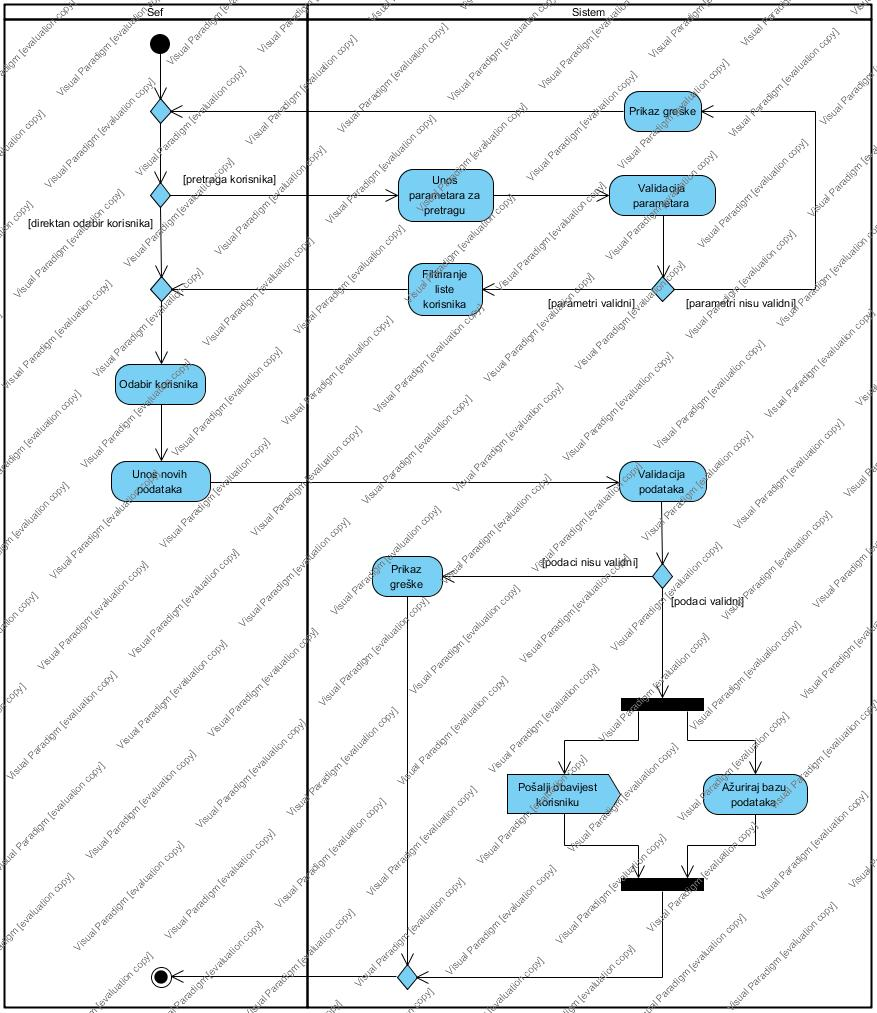 Šef
Sistem
Prikaz greške
[pretraga korisnika]
Unos
parametara za
pretragu
Validacija
parametara
[direktan odabir korisnika]
Filtriranje
liste
korisnika
[parametri validni]
[parametri nisu validni]
Odabir korisnika
Unos novih
podataka
Validacija
podataka
[podaci nisu validni]
Prikaz
greške
[podaci validni]
Pošalji obavijest
korisniku
Ažuriraj bazu
podataka
Visual Paradigm [evaluation copy]